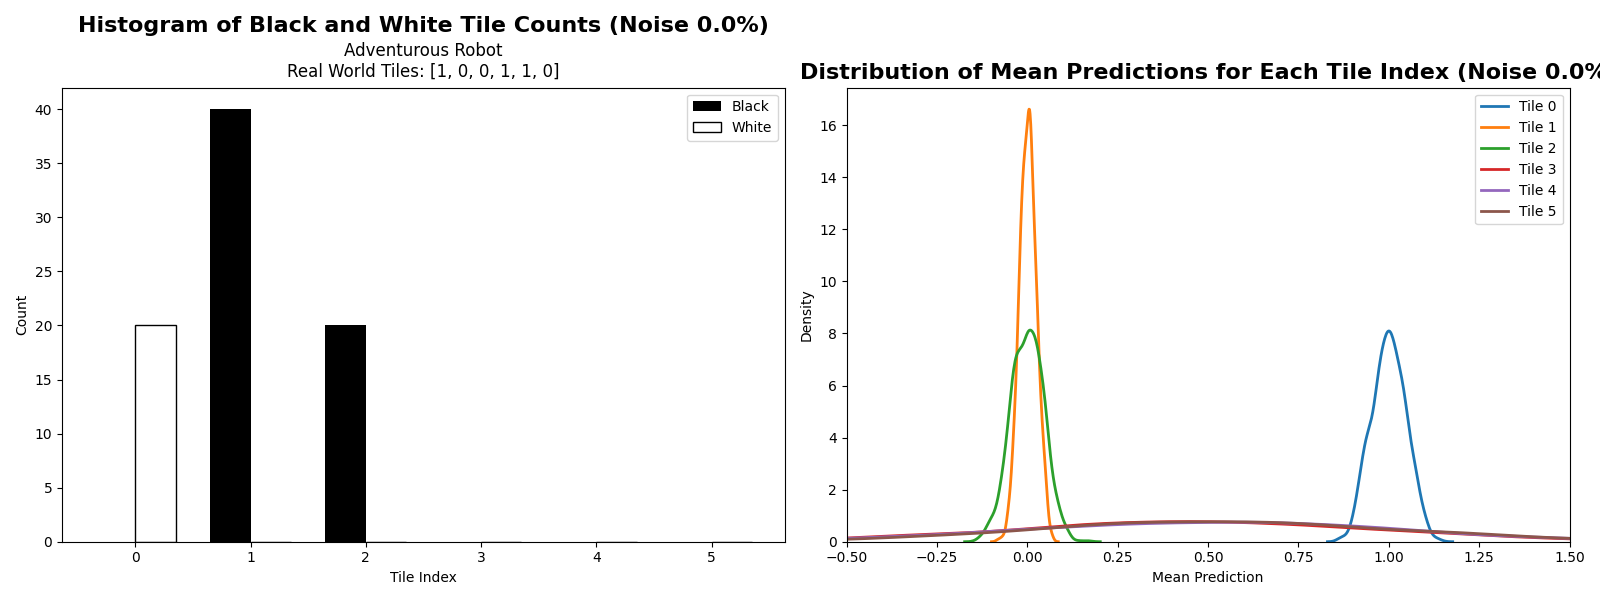 Histogram of Black and White Tile Counts (Noise 0.0%)
Adventurous Robot
Real World Tiles: [1, 0, 0, 1, 1, 0]
Black
White
40
35
30
25
20
15
10
5
0
Count
0 1 2 3 4 5
Tile Index
Distribution of Mean Predictions for Each Tile Index (Noise 0.0%
Tile 0
Tile 1
Tile 2
Tile 3
Tile 4
Tile 5
16
14
12
10
8
6
4
2
0
Density
−0.50 −0.25 0.00 0.25 0.50 0.75 1.00 1.25 1.50
Mean Prediction